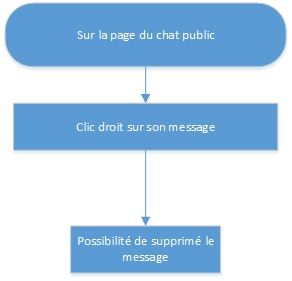 Sur la page du chat public
Clic droit sur son message
Possibilité de supprimé le
message